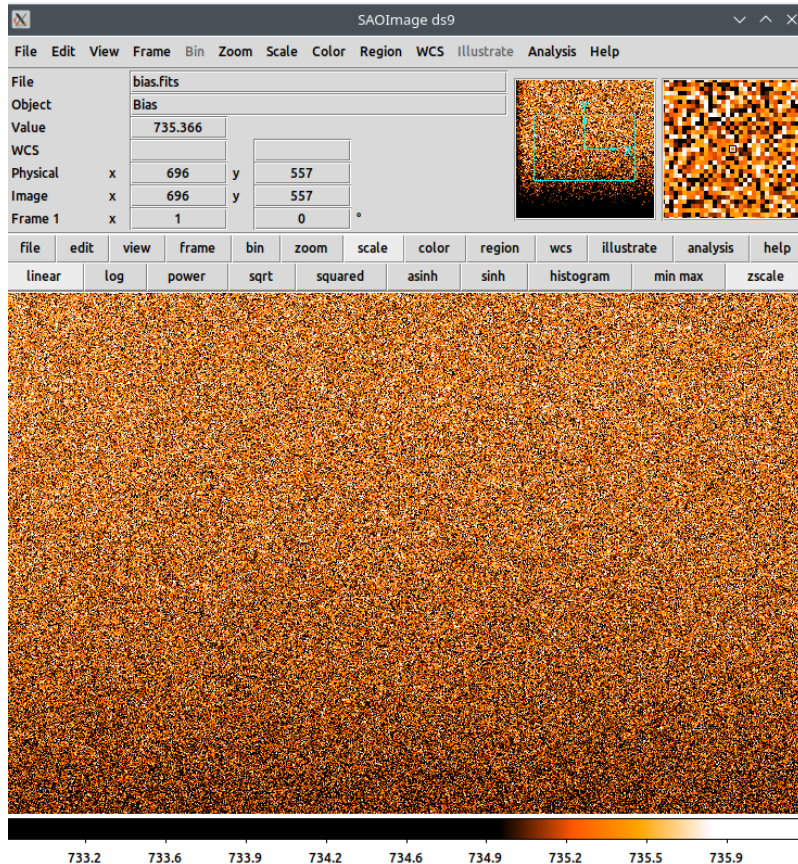 SAOImage ds9
File Edit View Frame Bin Zoom Scale Color Region WCS Illustrate Analysis Help
File bias.fits
Object Bias
Value 735.366
WCS
Physical x 696 y 557
Image x 696 y 557
Frame 1 x 1 0 °
file edit view frame bin zoom scale color region wcs illustrate analysis help
linear log power sqrt squared asinh sinh histogram min max zscale
733.2 733.6 733.9 734.2 734.6 734.9 735.2 735.5 735.9